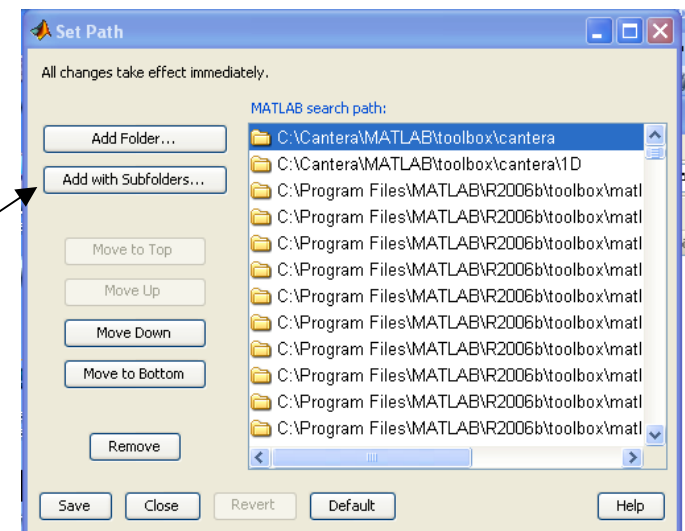 Set Path
All changes take effect immediately.
MATLAB search path:
Add Folder...
Add with Subfolders...
Move to Top
Move Up
Move Down
Move to Bottom
Remove
C:\Cantera\MATLAB\toolbox\cantera
C:\Cantera\MATLAB\toolbox\cantera\1D
C:\Program Files\MATLAB\R2006b\toolbox\matl
C:\Program Files\MATLAB\R2006b\toolbox\matl
C:\Program Files\MATLAB\R2006b\toolbox\matl
C:\Program Files\MATLAB\R2006b\toolbox\matl
C:\Program Files\MATLAB\R2006b\toolbox\matl
C:\Program Files\MATLAB\R2006b\toolbox\matl
C:\Program Files\MATLAB\R2006b\toolbox\matl
C:\Program Files\MATLAB\R2006b\toolbox\matl
C:\Program Files\MATLAB\R2006b\toolbox\matl
C:\Program Files\MATLAB\R2006b\toolbox\matl
Save
Close
Revert
Default
Help